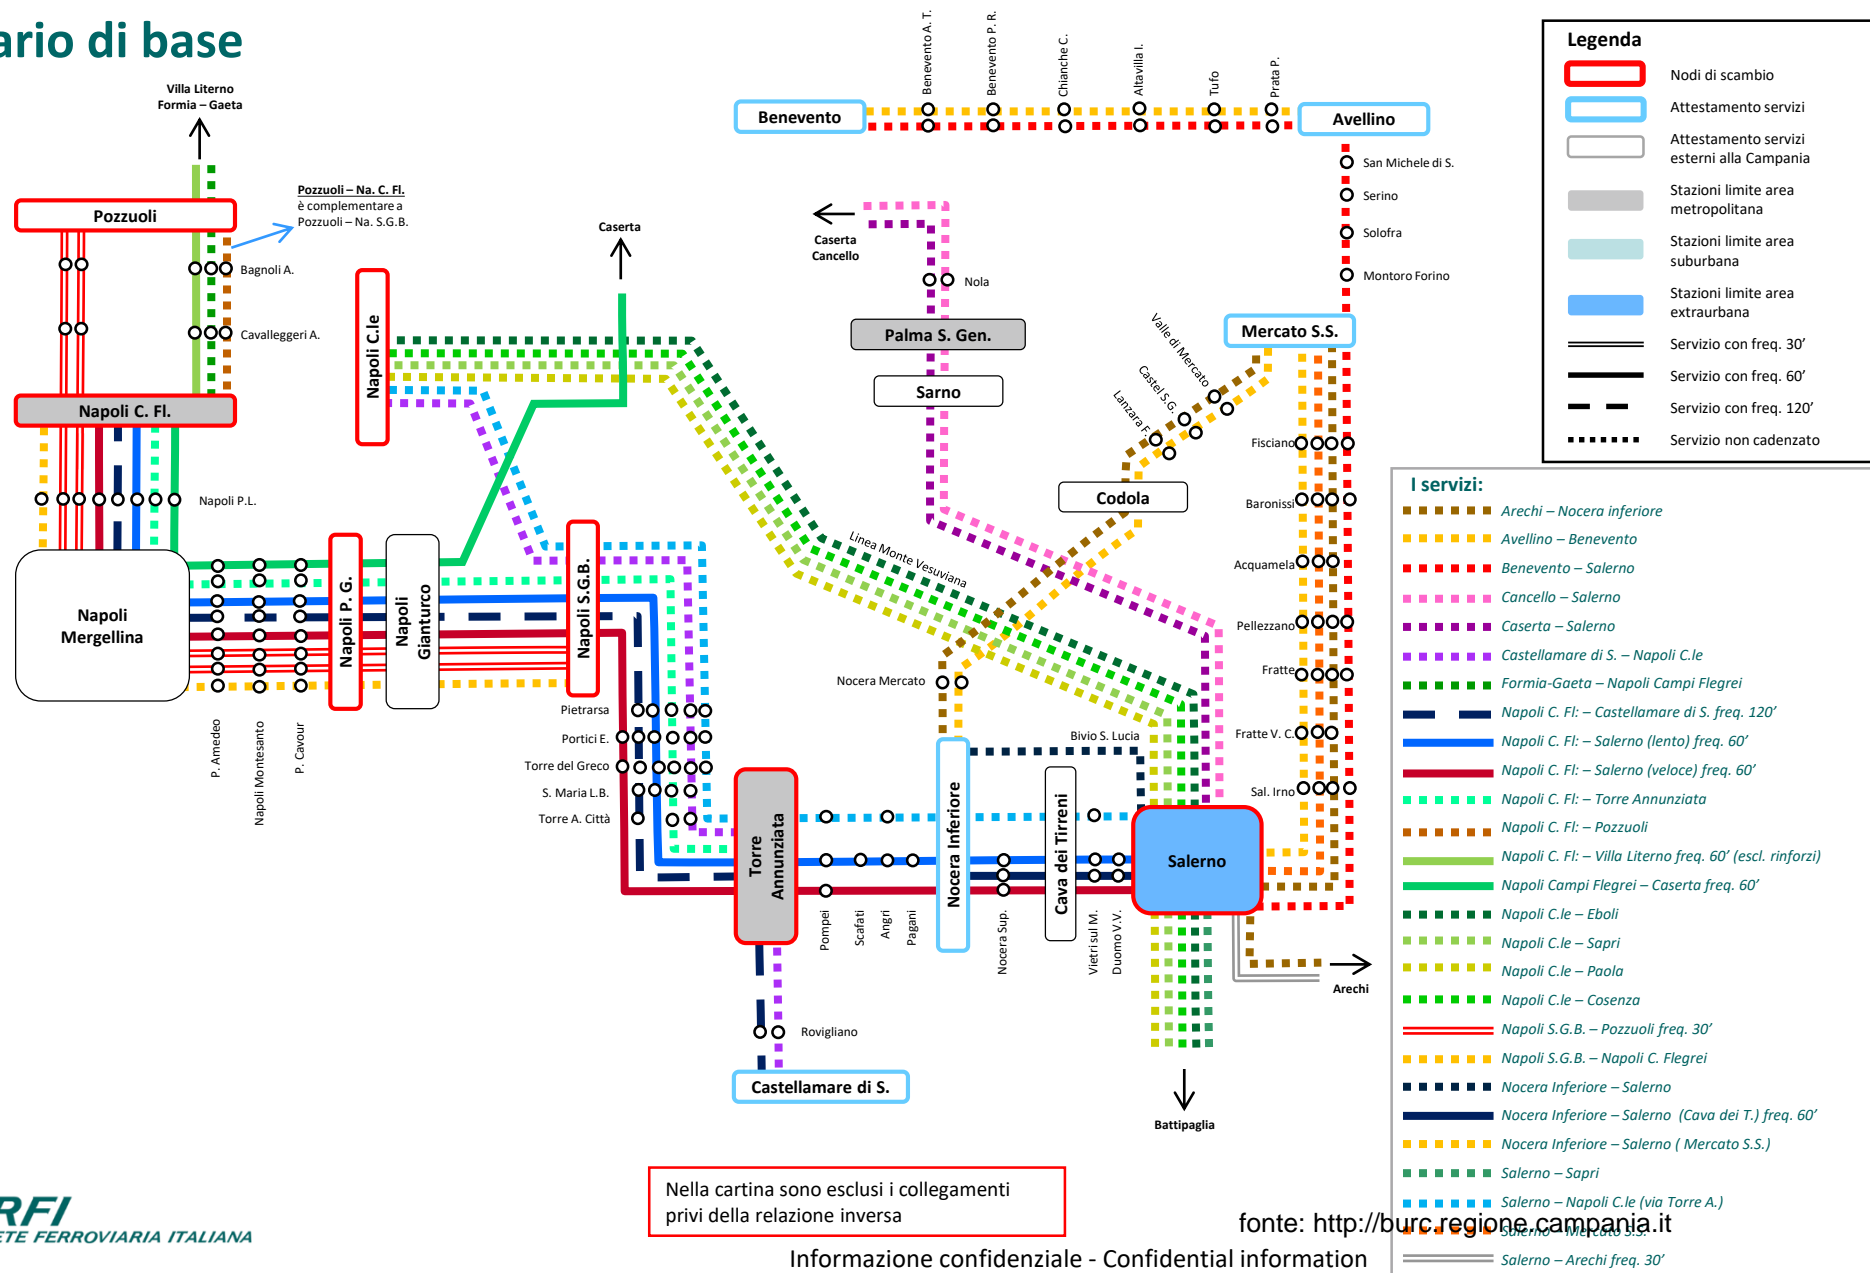 ario di base
Villa Literno
Formia – Gaeta
Pozzuoli – Na. C. Fl.
è complementare a
Pozzuoli – Na. S.G.B.
Pozzuoli
Bagnoli A.
Cavalleggeri A.
Napoli C. Fl.
Napoli P.L.
Napoli
Mergellina
P. Amedeo
Napoli Montesanto
P. Cavour
Napoli P. G.
Napoli
Gianturco
Napoli C.le
Caserta
Napoli S.G.B.
Pietrarsa
Portici E.
Torre del Greco
S. Maria L.B.
Torre A. Città
Torre
Annunziata
Rovigliano
Castellamare di S.
Pompei
Scafati
Angri
Pagani
Nocera Inferiore
Nocera Sup.
Cava dei Tirreni
Vietri sul M.
Duomo V.V.
Salerno
Bivio S. Lucia
Nocera Mercato
Linea Monte Vesuviana
Benevento
Benevento A. T.
Benevento P. R.
Chianche C.
Altavilla I.
Tufo
Prata P.
Avellino
San Michele di S.
Serino
Solofra
Montoro Forino
Caserta
Cancello
Nola
Palma S. Gen.
Sarno
Mercato S.S.
Valle di Mercato
Castel S.G.
Lanzara F.
Codola
Fisciano
Baronissi
Acquamela
Pellezzano
Fratte
Fratte V. C.
Sal. Irno
Arechi
Battipaglia
Legenda
Nodi di scambio
Attestamento servizi
Attestamento servizi
esterni alla Campania
Stazioni limite area
metropolitana
Stazioni limite area
suburbana
Stazioni limite area
extraurbana
Servizio con freq. 30’
Servizio con freq. 60’
Servizio con freq. 120’
Servizio non cadenzato
I servizi:
Arechi – Nocera inferiore
Avellino – Benevento
Benevento – Salerno
Cancello – Salerno
Caserta – Salerno
Castellamare di S. – Napoli C.le
Formia-Gaeta – Napoli Campi Flegrei
Napoli C. Fl: – Castellamare di S. freq. 120’
Napoli C. Fl: – Salerno (lento) freq. 60’
Napoli C. Fl: – Salerno (veloce) freq. 60’
Napoli C. Fl: – Torre Annunziata
Napoli C. Fl: – Pozzuoli
Napoli C. Fl: – Villa Literno freq. 60’ (escl. rinforzi)
Napoli Campi Flegrei – Caserta freq. 60’
Napoli C.le – Eboli
Napoli C.le – Sapri
Napoli C.le – Paola
Napoli C.le – Cosenza
Napoli S.G.B. – Pozzuoli freq. 30’
Napoli S.G.B. – Napoli C. Flegrei
Nocera Inferiore – Salerno
Nocera Inferiore – Salerno (Cava dei T.) freq. 60’
Nocera Inferiore – Salerno ( Mercato S.S.)
Salerno – Sapri
Salerno – Napoli C.le (via Torre A.)
Salerno – Mercato S.S.
Salerno – Arechi freq. 30’
Nella cartina sono esclusi i collegamenti
privi della relazione inversa
fonte: http://burc.regione.campania.it
Informazione confidenziale - Confidential information
RFI
ETE FERROVIARIA ITALIANA